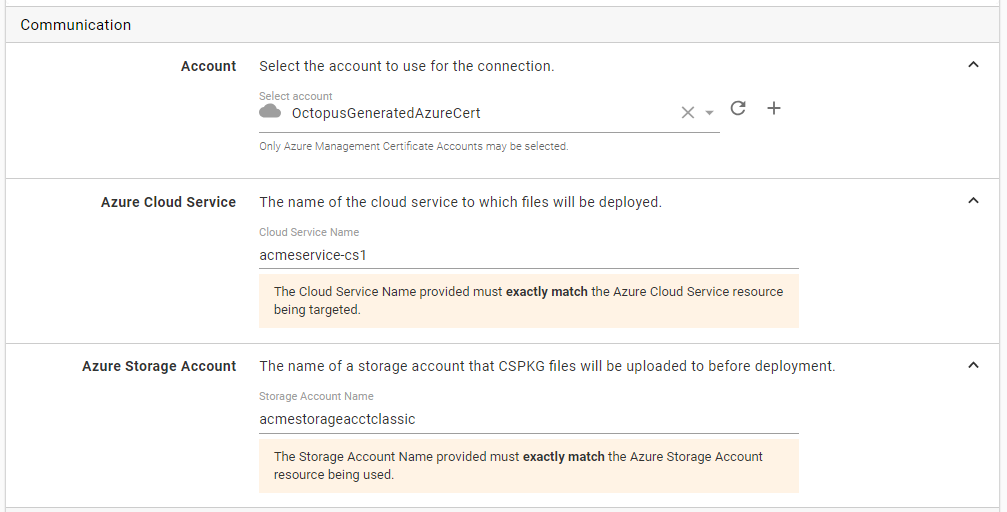 Communication
Account
Select the account to use for the connection.
Select account
OctopusGeneratedAzureCert
Only Azure Management Certificate Accounts may be selected.
Azure Cloud Service
The name of the cloud service to which files will be deployed.
Cloud Service Name
acmeservice-cs1
The Cloud Service Name provided must exactly match the Azure Cloud Service resource
being targeted.
Azure Storage Account
The name of a storage account that CSPKG files will be uploaded to before deployment.
Storage Account Name
acmestorageacctclassic
The Storage Account Name provided must exactly match the Azure Storage Account
resource being used.